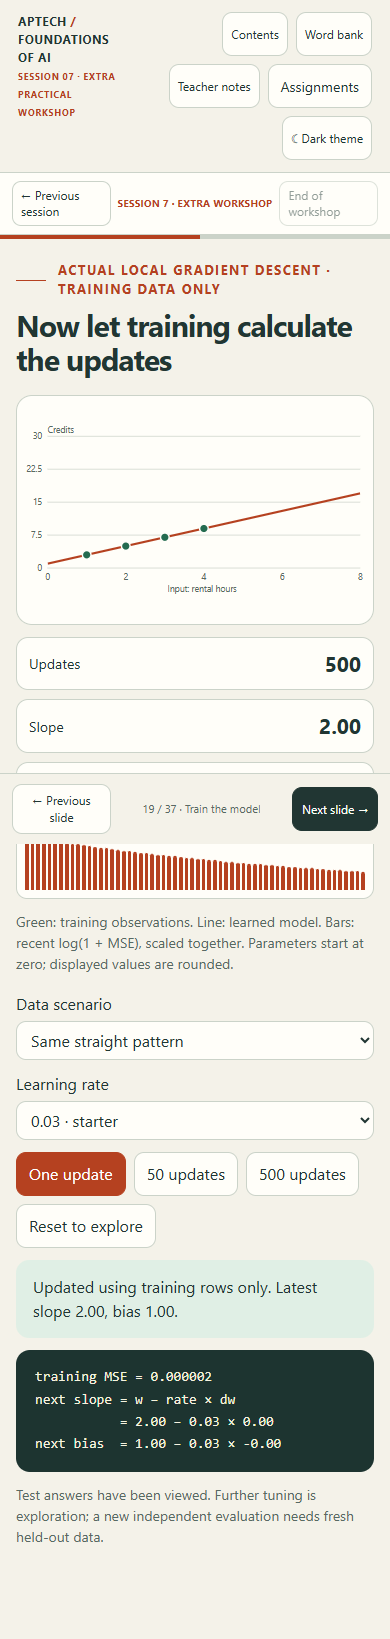 APTECH /
FOUNDATIONS
OF AI
SESSION 07 · EXTRA
PRACTICAL
WORKSHOP
Contents
Word bank
Teacher notes
Assignments
☾ Dark theme
← Previous
session
SESSION 7 · EXTRA WORKSHOP
End of
workshop
ACTUAL LOCAL GRADIENT DESCENT ·
TRAINING DATA ONLY
Now let training calculate
the updates
Credits
30
22.5
15
7.5
0
0 2 4 6 8
Input: rental hours
Updates 500
Slope 2.00
← Previous
slide
19 / 37 · Train the model
Next slide →
Green: training observations. Line: learned model. Bars:
recent log(1 + MSE), scaled together. Parameters start at
zero; displayed values are rounded.
Data scenario
Same straight pattern
Learning rate
0.03 · starter
One update
50 updates
500 updates
Reset to explore
Updated using training rows only. Latest
slope 2.00, bias 1.00.
training MSE = 0.000002
next slope = w − rate × dw
= 2.00 − 0.03 × 0.00
next bias = 1.00 − 0.03 × -0.00
Test answers have been viewed. Further tuning is
exploration; a new independent evaluation needs fresh
held-out data.